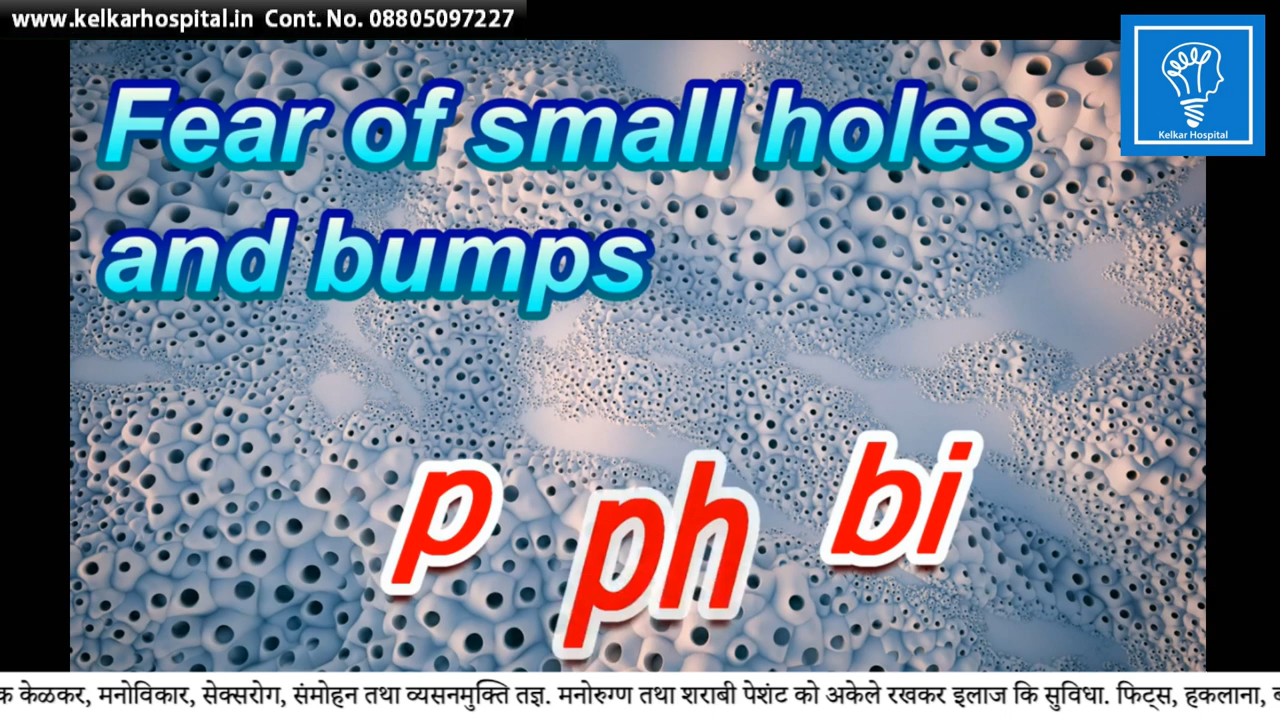 www.kelkarhospital.in Cont. No. 08805097227
Kelkar Hospital
Fear of small holes
and bumps
p ph bi
केळकर, मनोविकार, सेक्सरोग, संमोहन तथा व्यसनमुक्ति तज्ञ. मनोरुग्ण तथा शराबी पेशंट को अकेले रखकर इलाज कि सुविधा. फिट्स, हकलाना,